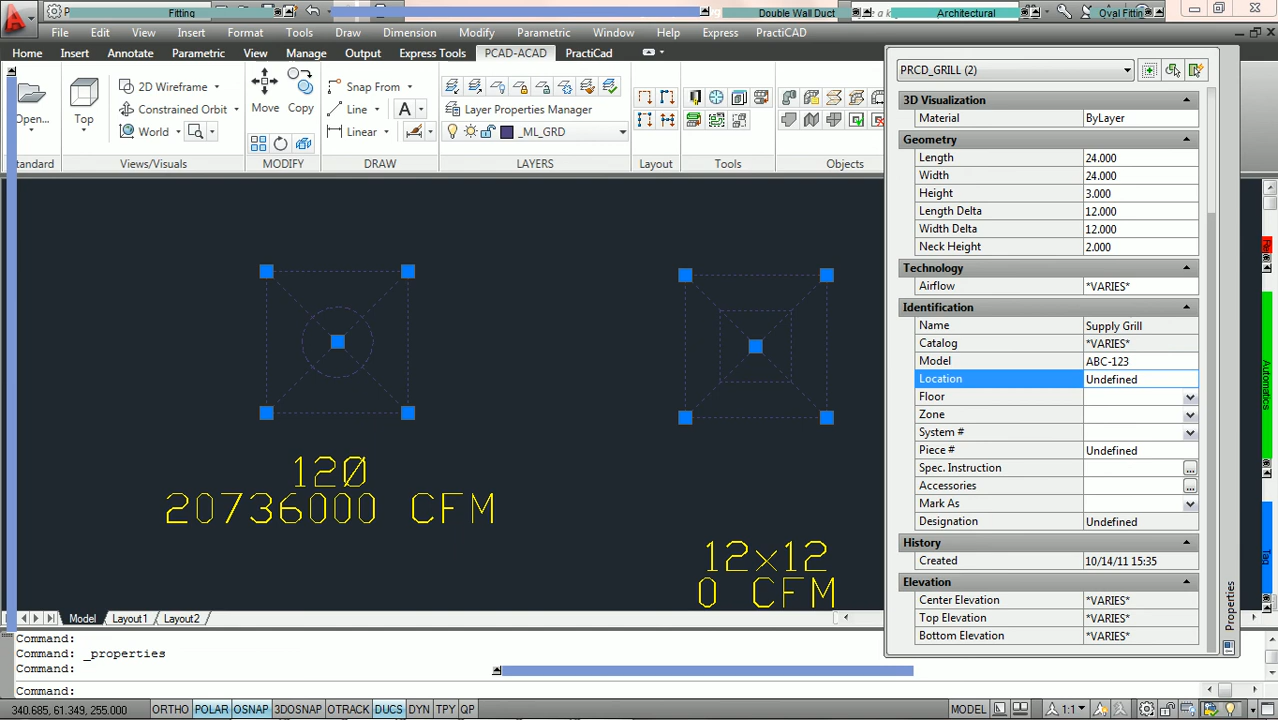 P Fitting Double Wall Duct a k Architectural Oval Fittin
File Edit View Insert Format Tools Draw Dimension Parametric Modify Window Help Express PractiCAD
Home Insert Annotate Parametric View Manage Output Express Tools PCAD-ACAD PractiCad
Open... Top 2D Wireframe Constrained Orbit World Move Copy Snap From Line A Linear Layer Properties Manager _ML_GRD
tandard Views/Visuals MODIFY DRAW LAYERS Layout Tools Objects
120
20736000 CFM
12x12
0 CFM
PRCD_GRILL (2)
3D Visualization
Material ByLayer
Geometry
Length 24.000
Width 24.000
Height 3.000
Length Delta 12.000
Width Delta 12.000
Neck Height 2.000
Technology
Airflow *VARIES*
Identification
Name Supply Grill
Catalog *VARIES*
Model ABC-123
Location Undefined
Floor
Zone
System #
Piece # Undefined
Spec. Instruction ...
Accessories ...
Mark As
Designation Undefined
History
Created 10/14/11 15:35
Elevation
Center Elevation *VARIES*
Top Elevation *VARIES*
Bottom Elevation *VARIES*
Properties
Automatics
Tag
Model Layout1 Layout2
Command:
Command: _properties
Command:
Command:
340.685, 61.349, 255.000 ORTHO POLAR OSNAP 3DOSNAP OTRACK DUCS DYN TPY QP MODEL 1:1